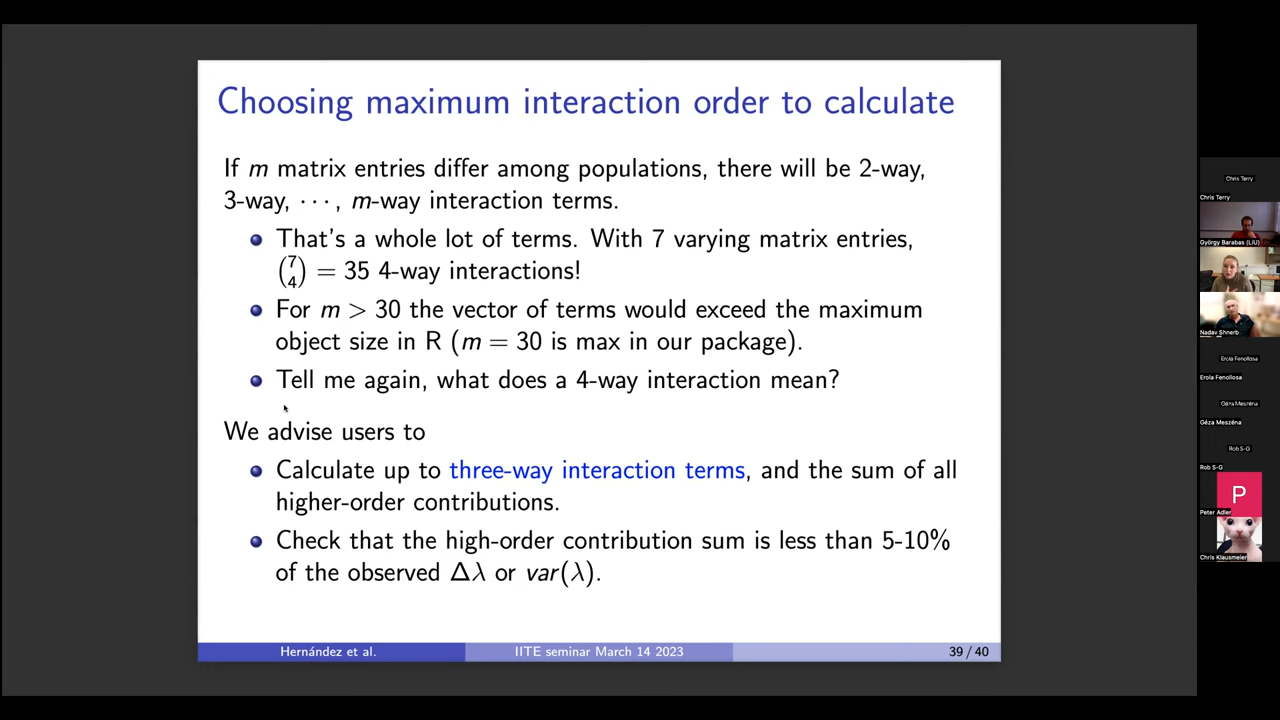 Choosing maximum interaction order to calculate
If m matrix entries differ among populations, there will be 2-way,
3-way, ⋯, m-way interaction terms.
That's a whole lot of terms. With 7 varying matrix entries,
(7 4) = 35 4-way interactions!
For m > 30 the vector of terms would exceed the maximum
object size in R (m = 30 is max in our package).
Tell me again, what does a 4-way interaction mean?
We advise users to
Calculate up to three-way interaction terms, and the sum of all
higher-order contributions.
Check that the high-order contribution sum is less than 5-10%
of the observed Δλ or var(λ).
Hernández et al.
IITE seminar March 14 2023
39 / 40
Chris Terry
Chris Terry
György Barabas (LiU)
Nadav Shnerb
Erola Fenollosa
Erola Fenollosa
Géza Meszéna
Géza Meszéna
Rob S-G
Rob S-G
P
Peter Adler
Chris Klausmeier